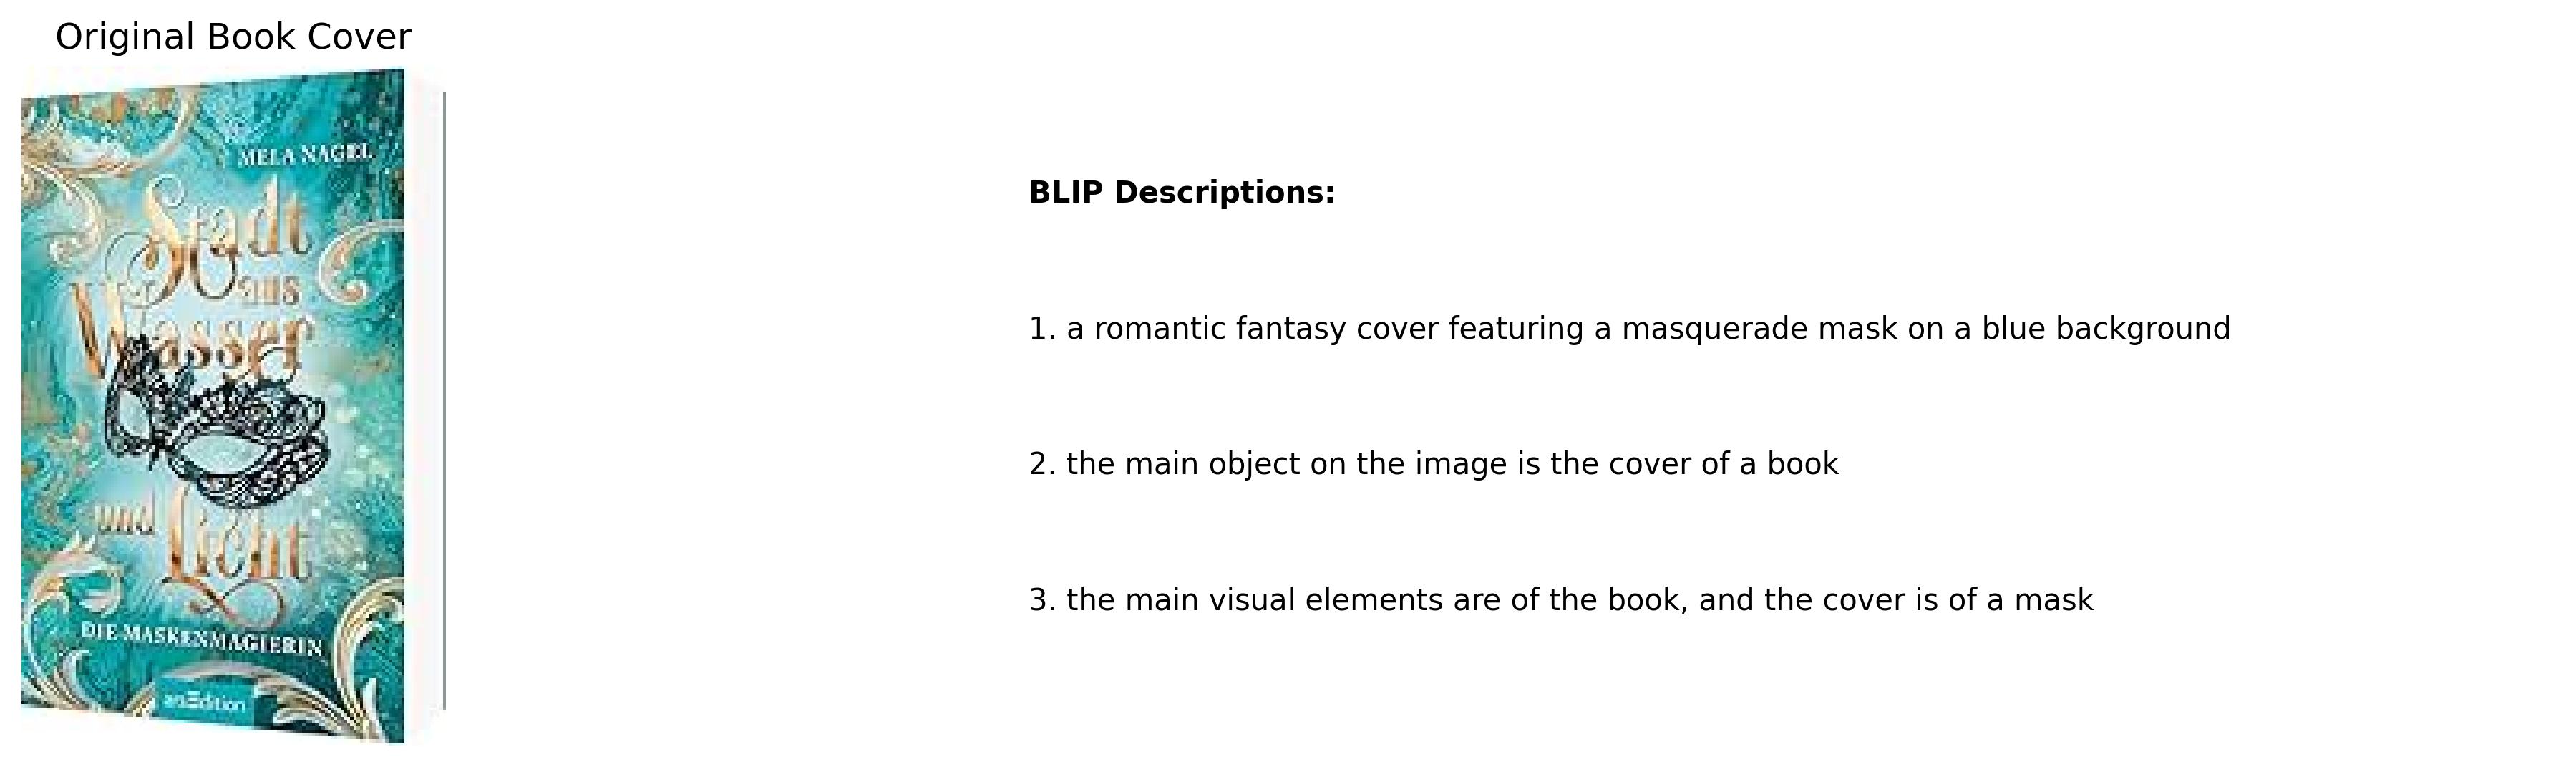 Original Book Cover
MELA NAGEL
Stadt
aus
Wasser
und Licht
DIE MASKENMAGIERIN
arsEdition
BLIP Descriptions:
1. a romantic fantasy cover featuring a masquerade mask on a blue background
2. the main object on the image is the cover of a book
3. the main visual elements are of the book, and the cover is of a mask